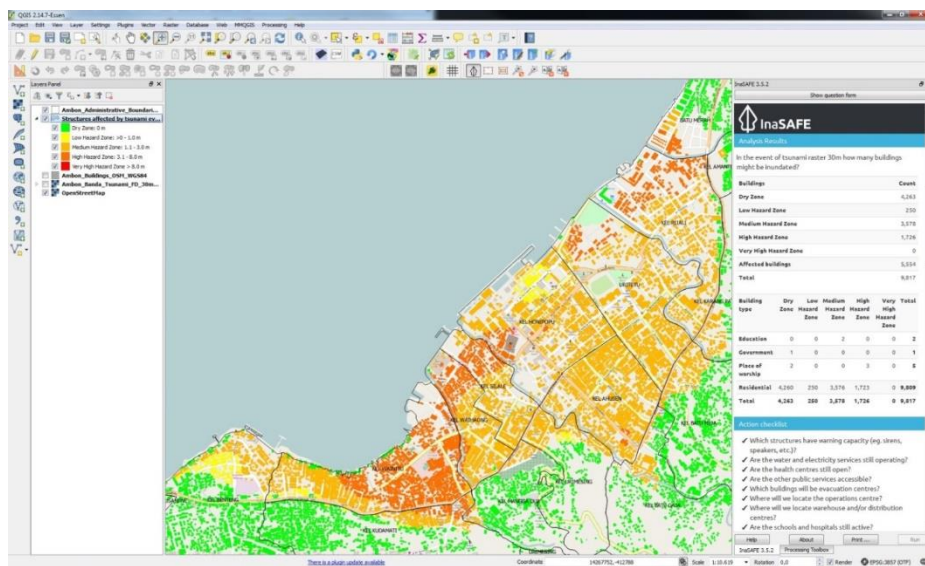 QGIS 2.14.7-Essen
Project Edit View Layer Settings Plugins Vector Raster Database Web MMQGIS Processing Help
Layers Panel
Ambon_Administrative_Boundari...
Structures affected by tsunami ev...
Dry Zone: 0 m
Low Hazard Zone: >0 - 1.0 m
Medium Hazard Zone: 1.1 - 3.0 m
High Hazard Zone: 3.1 - 8.0 m
Very High Hazard Zone > 8.0 m
Ambon_Buildings_OSM_WGS84
Ambon_Banda_Tsunami_FD_30m...
OpenStreetMap
KEL.HONIPOPU
KEL.AHUSEN
KEL.KUDAMATI
InaSAFE 3.5.2
Show question form
InaSAFE
Analysis Results
In the event of tsunami raster 30m how many buildings
might be inundated?
Buildings Count
Dry Zone 4,263
Low Hazard Zone 250
Medium Hazard Zone 3,578
High Hazard Zone 1,726
Very High Hazard Zone 0
Affected buildings 5,554
Total 9,817
Building type Dry Zone Low Hazard Zone Medium Hazard Zone High Hazard Zone Very High Hazard Zone Total
Education 0 0 2 0 0 2
Government 1 0 0 0 0 1
Place of worship 2 0 0 3 0 5
Residential 4,260 250 3,576 1,723 0 9,809
Total 4,263 250 3,578 1,726 0 9,817
Action checklist
✓ Which structures have warning capacity (eg. sirens,
speakers, etc.)?
✓ Are the water and electricity services still operating?
✓ Are the health centres still open?
✓ Are the other public services accessible?
✓ Which buildings will be evacuation centres?
✓ Where will we locate the operations centre?
✓ Where will we locate warehouse and/or distribution
centres?
✓ Are the schools and hospitals still active?
Help About Print ... Run
InaSAFE 3.5.2 Processing Toolbox
There is a plugin update available
Coordinate 14267752,-412788 Scale 1:10.619 Rotation 0,0 Render EPSG:3857 (OTF)